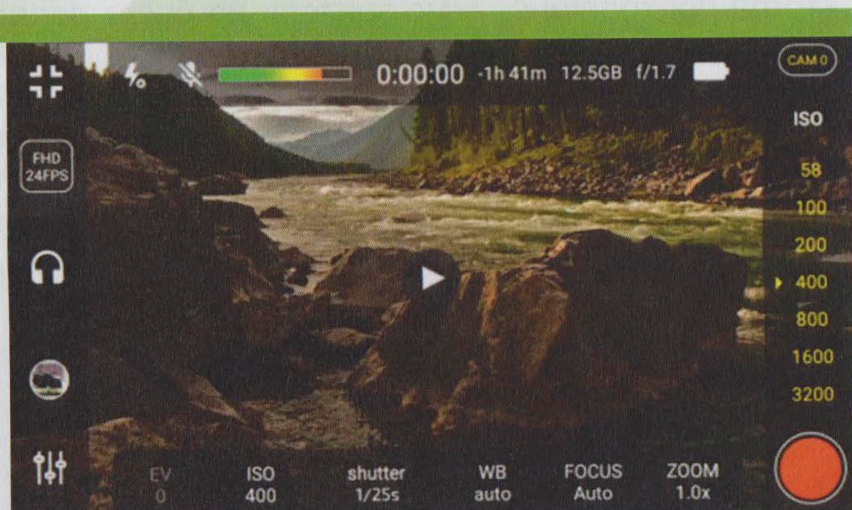 0:00:00 -1h 41m 12.5GB f/1.7
CAM 0
FHD
24FPS
ISO
58
100
200
400
800
1600
3200
EV
0
ISO
400
shutter
1/25s
WB
auto
FOCUS
Auto
ZOOM
1.0x